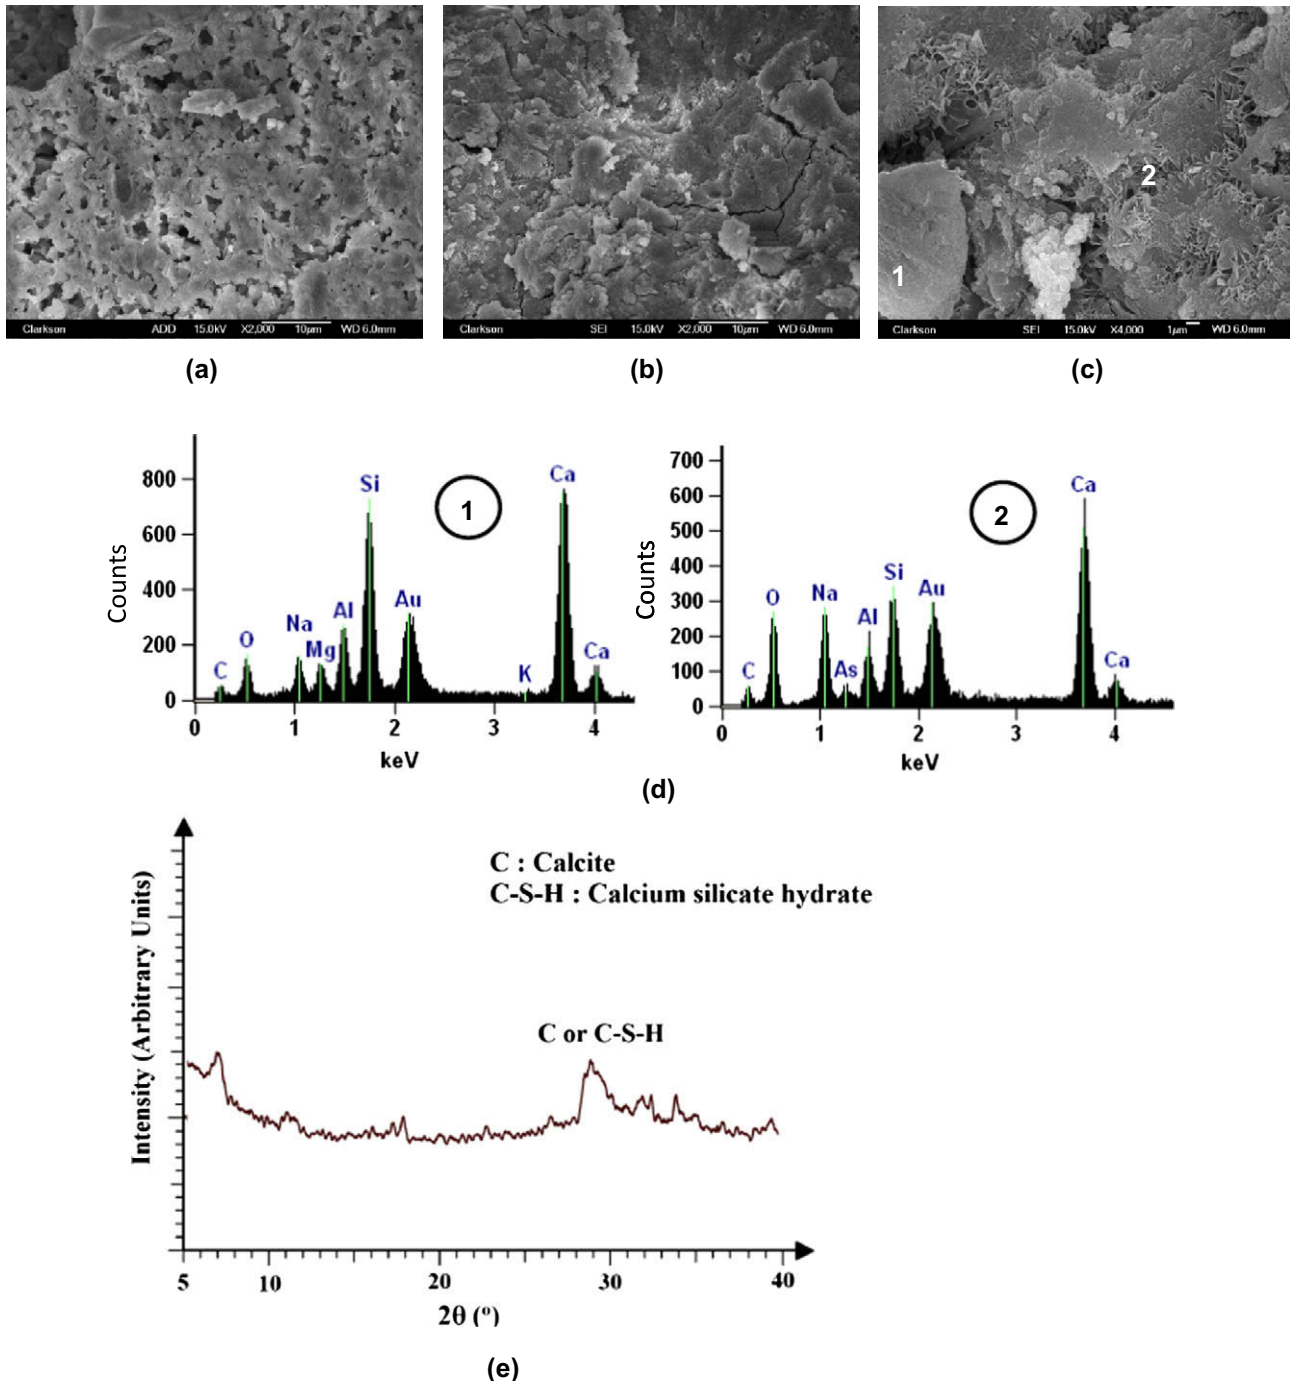 1
2
Clarkson ADD 15.0kV X2,000 10μm WD 6.0mm
Clarkson SEI 15.0kV X2,000 10μm WD 6.0mm
Clarkson SEI 15.0kV X4,000 1μm WD 6.0mm
(a)
(b)
(c)
Counts
800
600
400
200
0
C
O
Na
Mg
Al
Si
Au
K
Ca
Ca
1
0 1 2 3 4
keV
Counts
700
600
500
400
300
200
100
0
C
O
Na
As
Al
Si
Au
Ca
Ca
2
0 1 2 3 4
keV
(d)
C : Calcite
C-S-H : Calcium silicate hydrate
C or C-S-H
Intensity (Arbitrary Units)
5 10 20 30 40
2θ (º)
(e)